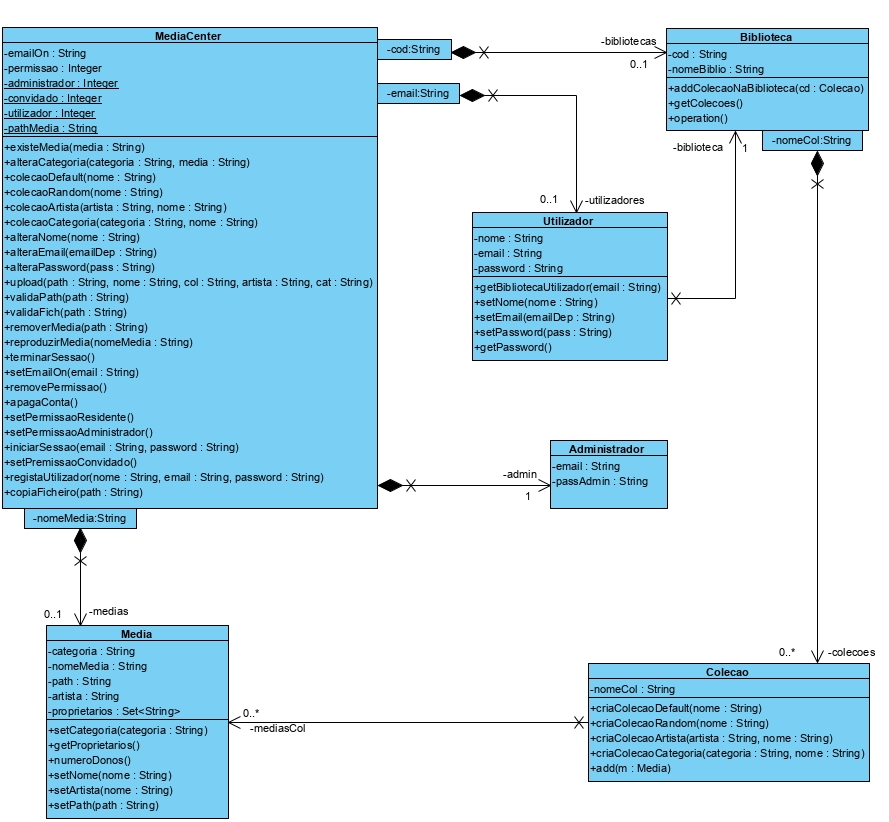 MediaCenter
-emailOn : String
-permissao : Integer
-administrador : Integer
-convidado : Integer
-utilizador : Integer
-pathMedia : String
+existeMedia(media : String)
+alteraCategoria(categoria : String, media : String)
+colecaoDefault(nome : String)
+colecaoRandom(nome : String)
+colecaoArtista(artista : String, nome : String)
+colecaoCategoria(categoria : String, nome : String)
+alteraNome(nome : String)
+alteraEmail(emailDep : String)
+alteraPassword(pass : String)
+upload(path : String, nome : String, col : String, artista : String, cat : String)
+validaPath(path : String)
+validaFich(path : String)
+removerMedia(path : String)
+reproduzirMedia(nomeMedia : String)
+terminarSessao()
+setEmailOn(email : String)
+removePermissao()
+apagaConta()
+setPermissaoResidente()
+setPermissaoAdministrador()
+iniciarSessao(email : String, password : String)
+setPremissaoConvidado()
+registaUtilizador(nome : String, email : String, password : String)
+copiaFicheiro(path : String)
-cod:String
-bibliotecas
0..1
-email:String
0..1
-utilizadores
Biblioteca
-cod : String
-nomeBiblio : String
+addColecaoNaBiblioteca(cd : Colecao)
+getColecoes()
+operation()
-nomeCol:String
-biblioteca
1
Utilizador
-nome : String
-email : String
-password : String
+getBibliotecaUtilizador(email : String)
+setNome(nome : String)
+setEmail(emailDep : String)
+setPassword(pass : String)
+getPassword()
-admin
1
Administrador
-email : String
-passAdmin : String
-nomeMedia:String
0..1
-medias
Media
-categoria : String
-nomeMedia : String
-path : String
-artista : String
-proprietarios : Set<String>
+setCategoria(categoria : String)
+getProprietarios()
+numeroDonos()
+setNome(nome : String)
+setArtista(nome : String)
+setPath(path : String)
0..*
-mediasCol
0..*
-colecoes
Colecao
-nomeCol : String
+criaColecaoDefault(nome : String)
+criaColecaoRandom(nome : String)
+criaColecaoArtista(artista : String, nome : String)
+criaColecaoCategoria(categoria : String, nome : String)
+add(m : Media)